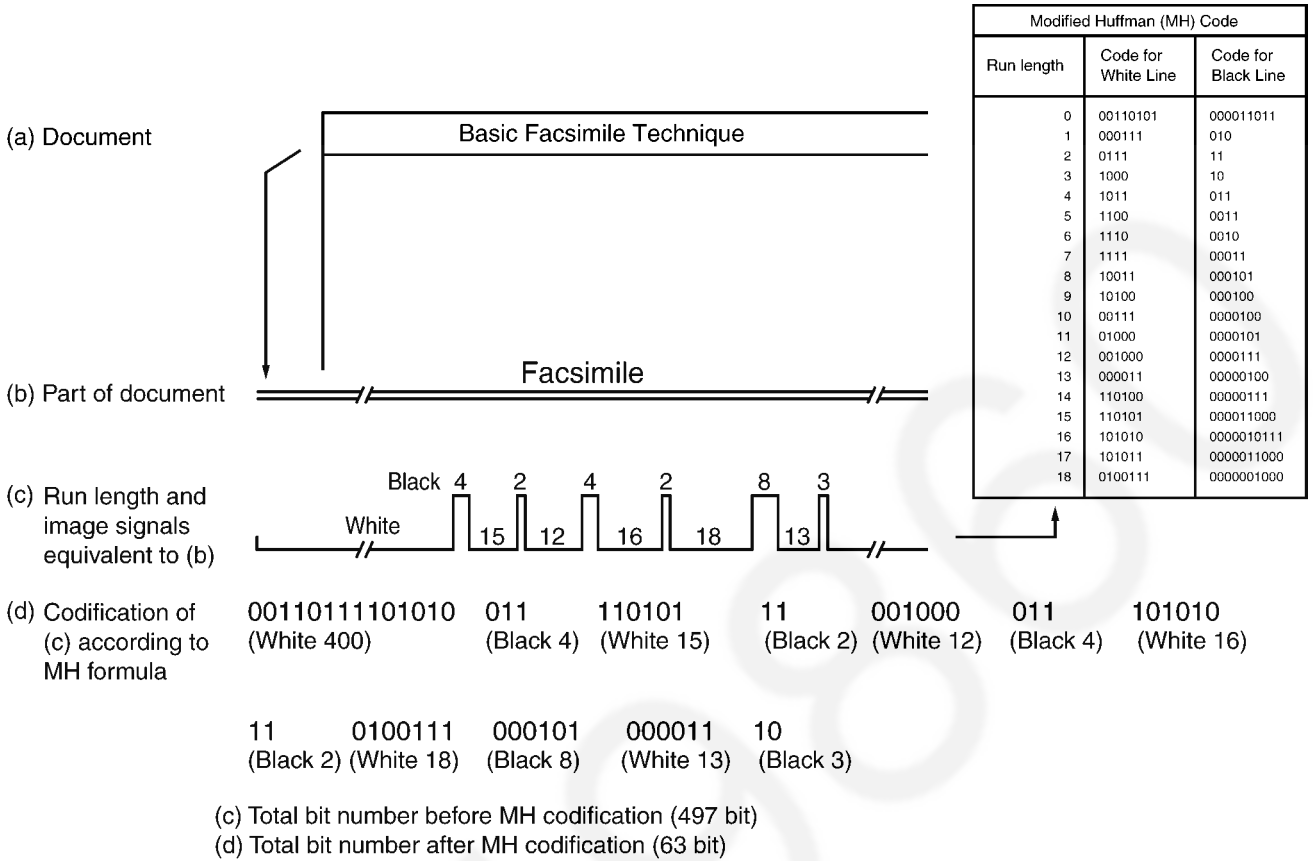 Modified Huffman (MH) Code
Run length Code for White Line Code for Black Line
0 00110101 000011011
1 000111 010
2 0111 11
3 1000 10
4 1011 011
5 1100 0011
6 1110 0010
7 1111 00011
8 10011 000101
9 10100 000100
10 00111 0000100
11 01000 0000101
12 001000 0000111
13 000011 00000100
14 110100 00000111
15 110101 000011000
16 101010 0000010111
17 101011 0000011000
18 0100111 0000001000
(a) Document
Basic Facsimile Technique
(b) Part of document
Facsimile
(c) Run length and
image signals
equivalent to (b)
Black 4 2 4 2 8 3
White 15 12 16 18 13
(d) Codification of
(c) according to
MH formula
00110111101010 011 110101 11 001000 011 101010
(White 400) (Black 4) (White 15) (Black 2) (White 12) (Black 4) (White 16)
11 0100111 000101 000011 10
(Black 2) (White 18) (Black 8) (White 13) (Black 3)
(c) Total bit number before MH codification (497 bit)
(d) Total bit number after MH codification (63 bit)